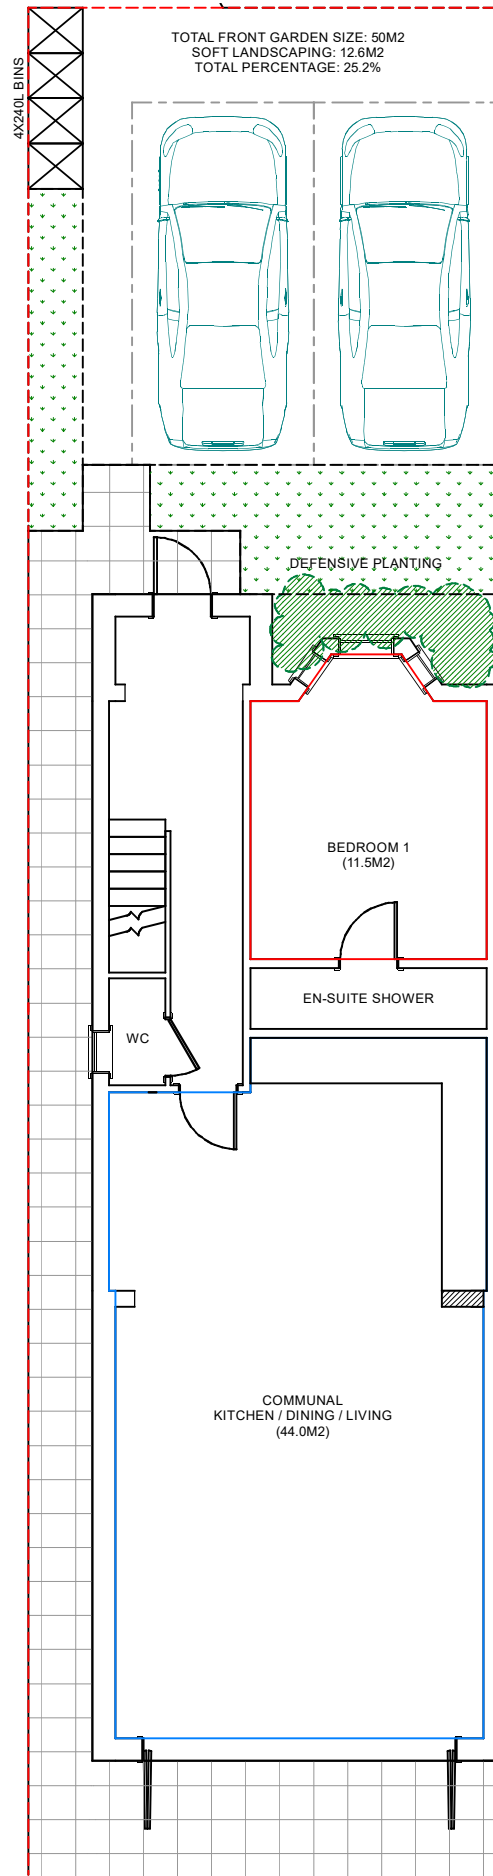 TOTAL FRONT GARDEN SIZE: 50M2
SOFT LANDSCAPING: 12.6M2
TOTAL PERCENTAGE: 25.2%
4X240L BINS
DEFENSIVE PLANTING
BEDROOM 1
(11.5M2)
EN-SUITE SHOWER
WC
COMMUNAL
KITCHEN / DINING / LIVING
(44.0M2)